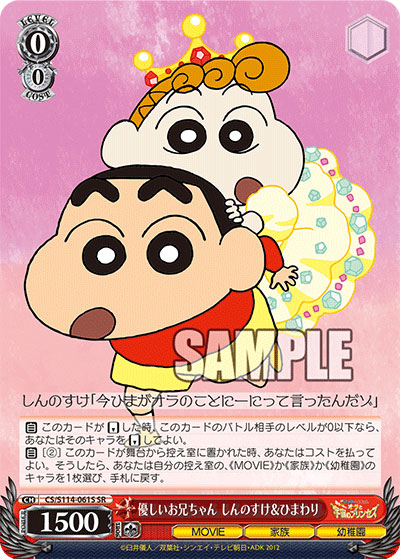 LEVEL
0
0
COST
SAMPLE
しんのすけ「今ひまがオラのことにーにって言ったんだゾ」
自 このカードがリバースした時、このカードのバトル相手のレベルが0以下なら、
あなたはそのキャラをリバースしてよい。
自 [②] このカードが舞台から控え室に置かれた時、あなたはコストを払って
よい。そうしたら、あなたは自分の控え室の、《MOVIE》か《家族》か《幼稚園》の
キャラを1枚選び、手札に戻す。
CH CS/S114-061S SR
1500
優しいお兄ちゃん しんのすけ&ひまわり
MOVIE 家族 幼稚園
©臼井儀人／双葉社・シンエイ・テレビ朝日・ADK 2012